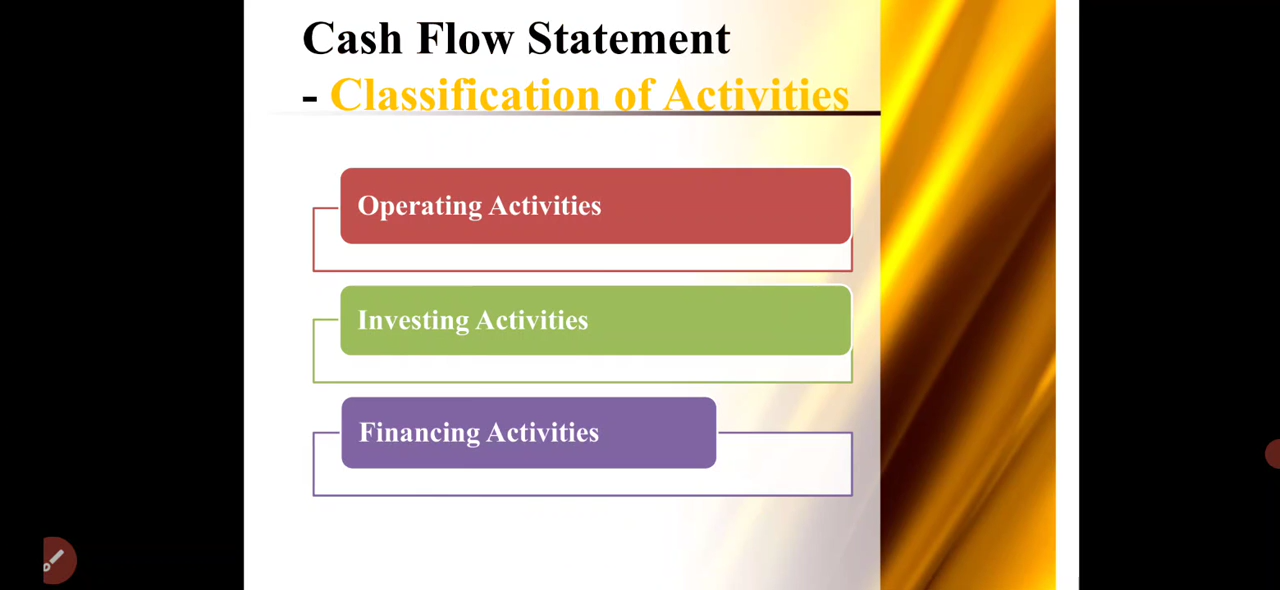 Cash Flow Statement
- Classification of Activities
Operating Activities
Investing Activities
Financing Activities